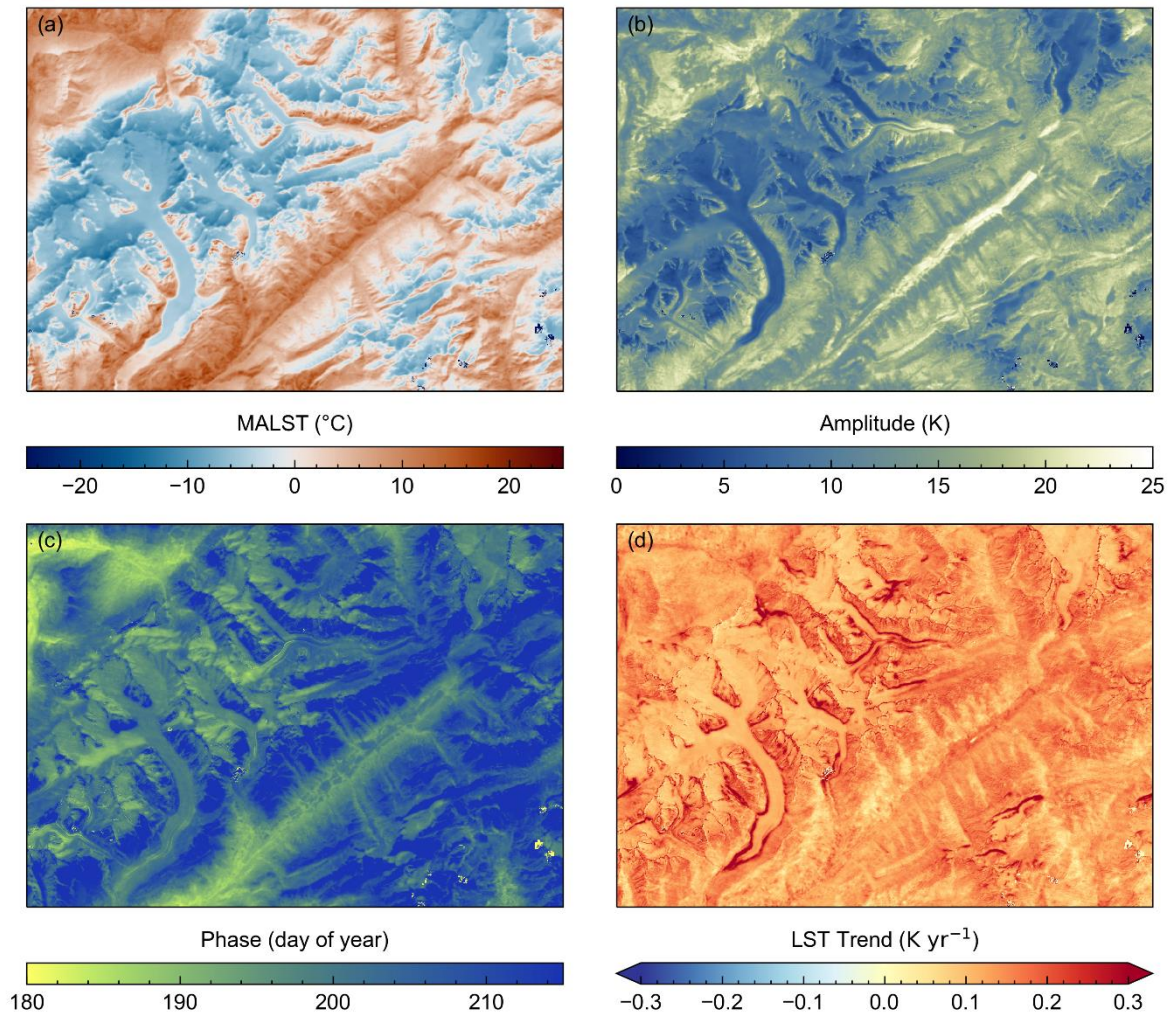 (a)
(b)
MALST (°C)
Amplitude (K)
−20 −10 0 10 20
0 5 10 15 20 25
(c)
(d)
Phase (day of year)
LST Trend (K yr⁻¹)
180 190 200 210
−0.3 −0.2 −0.1 0.0 0.1 0.2 0.3